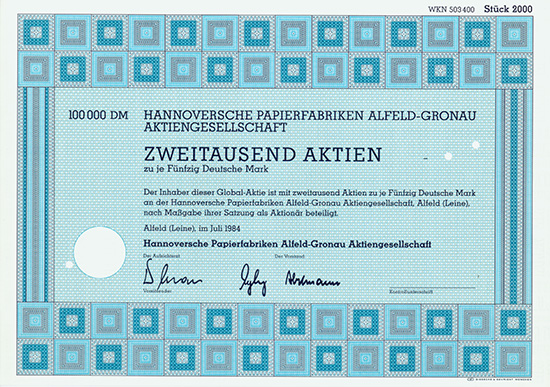 WKN 503400 Stück 2000
100 000 DM HANNOVERSCHE PAPIERFABRIKEN ALFELD-GRONAU
AKTIENGESELLSCHAFT
ZWEITAUSEND AKTIEN
zu je Fünfzig Deutsche Mark
Der Inhaber dieser Global-Aktie ist mit zweitausend Aktien zu je Fünfzig Deutsche Mark
an der Hannoversche Papierfabriken Alfeld-Gronau Aktiengesellschaft, Alfeld (Leine),
nach Maßgabe ihrer Satzung als Aktionär beteiligt.
Alfeld (Leine), im Juli 1984
Hannoversche Papierfabriken Alfeld-Gronau Aktiengesellschaft
Der Aufsichtsrat Der Vorstand
Vorsitzender Kontrollunterschrift
GIESECKE & DEVRIENT MÜNCHEN